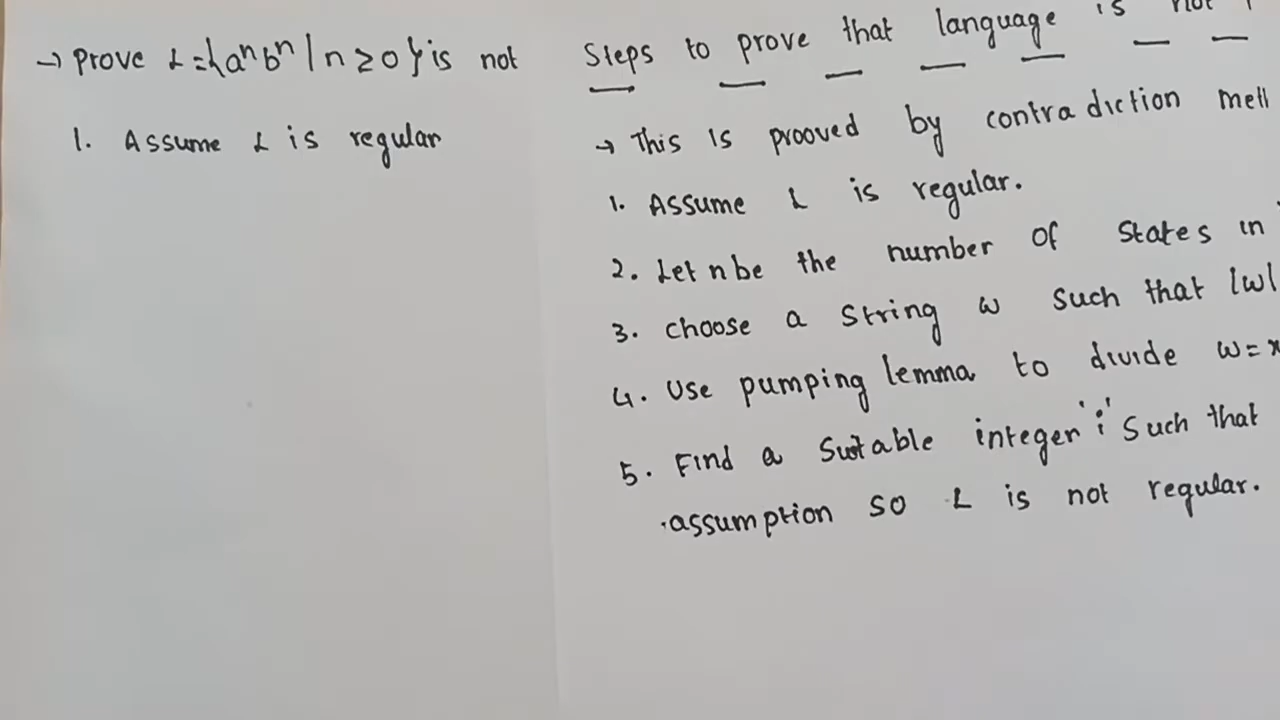 → Prove L = {aⁿbⁿ / n ≥ 0} is not
1. Assume L is regular
Steps to prove that language is not
→ This is prooved by contradiction
1. Assume L is regular.
2. Let n be the number of states in
3. Choose a string ω such that |w|
4. Use pumping lemma to divide w = x
5. Find a Suitable integer 'i' such that
assumption so L is not regular.